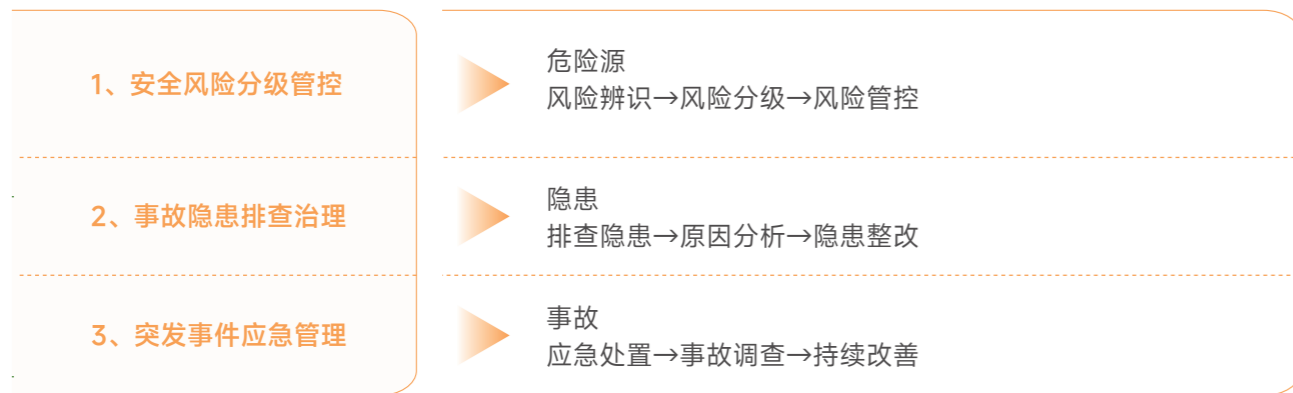 1、安全风险分级管控
危险源
风险辨识→风险分级→风险管控
2、事故隐患排查治理
隐患
排查隐患→原因分析→隐患整改
3、突发事件应急管理
事故
应急处置→事故调查→持续改善